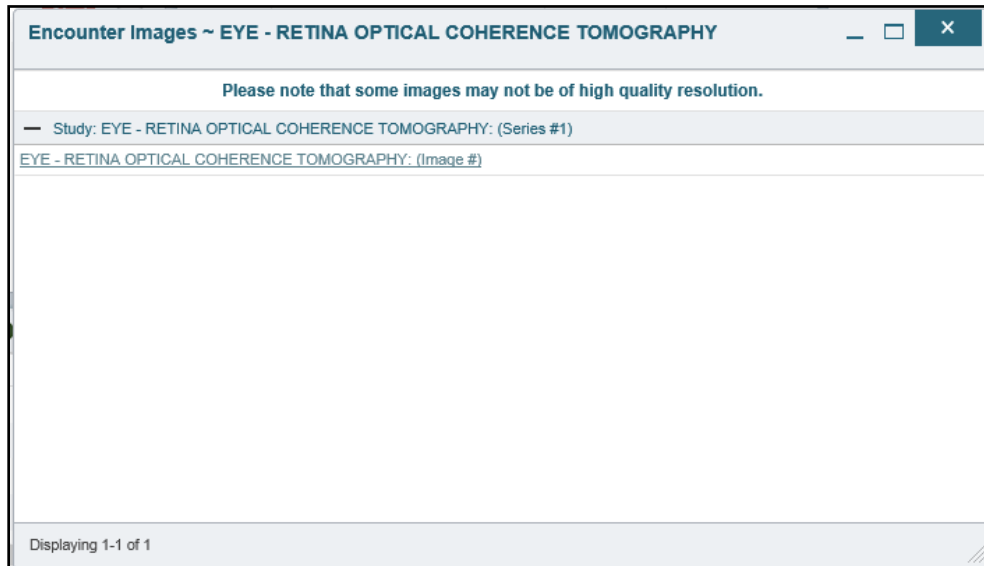 Encounter Images ~ EYE - RETINA OPTICAL COHERENCE TOMOGRAPHY
Please note that some images may not be of high quality resolution.
Study: EYE - RETINA OPTICAL COHERENCE TOMOGRAPHY: (Series #1)
EYE - RETINA OPTICAL COHERENCE TOMOGRAPHY: (Image #)
Displaying 1-1 of 1